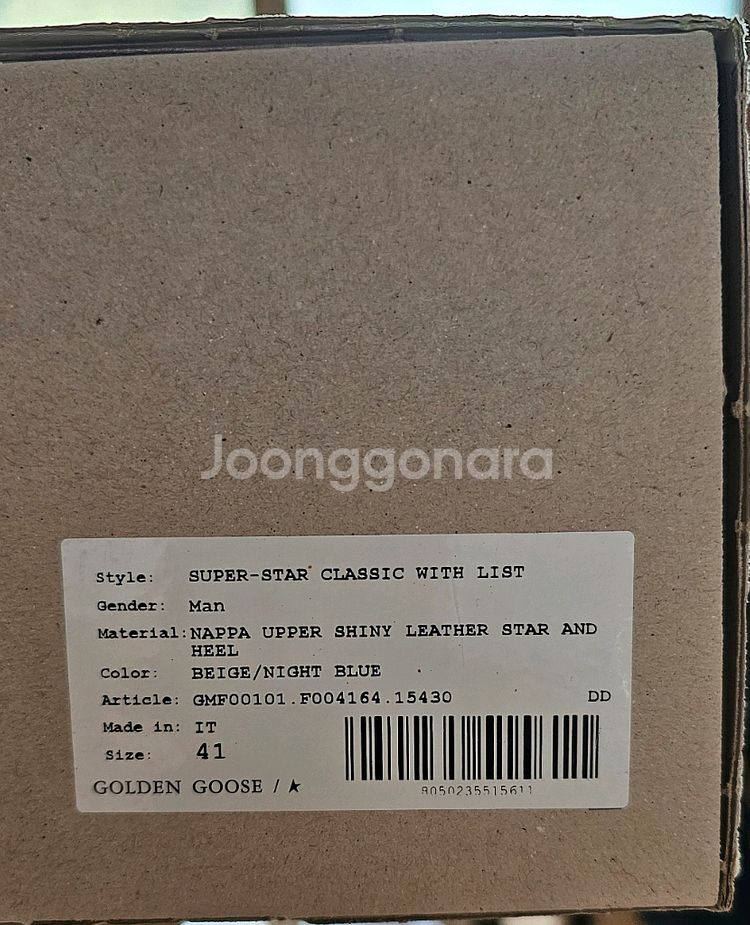 Joonggonara
Style: SUPER-STAR CLASSIC WITH LIST
Gender: Man
Material: NAPPA UPPER SHINY LEATHER STAR AND
HEEL
Color: BEIGE/NIGHT BLUE
Article: GMF00101.F004164.15430 DD
Made in: IT
Size: 41
GOLDEN GOOSE / ★
8050235515611